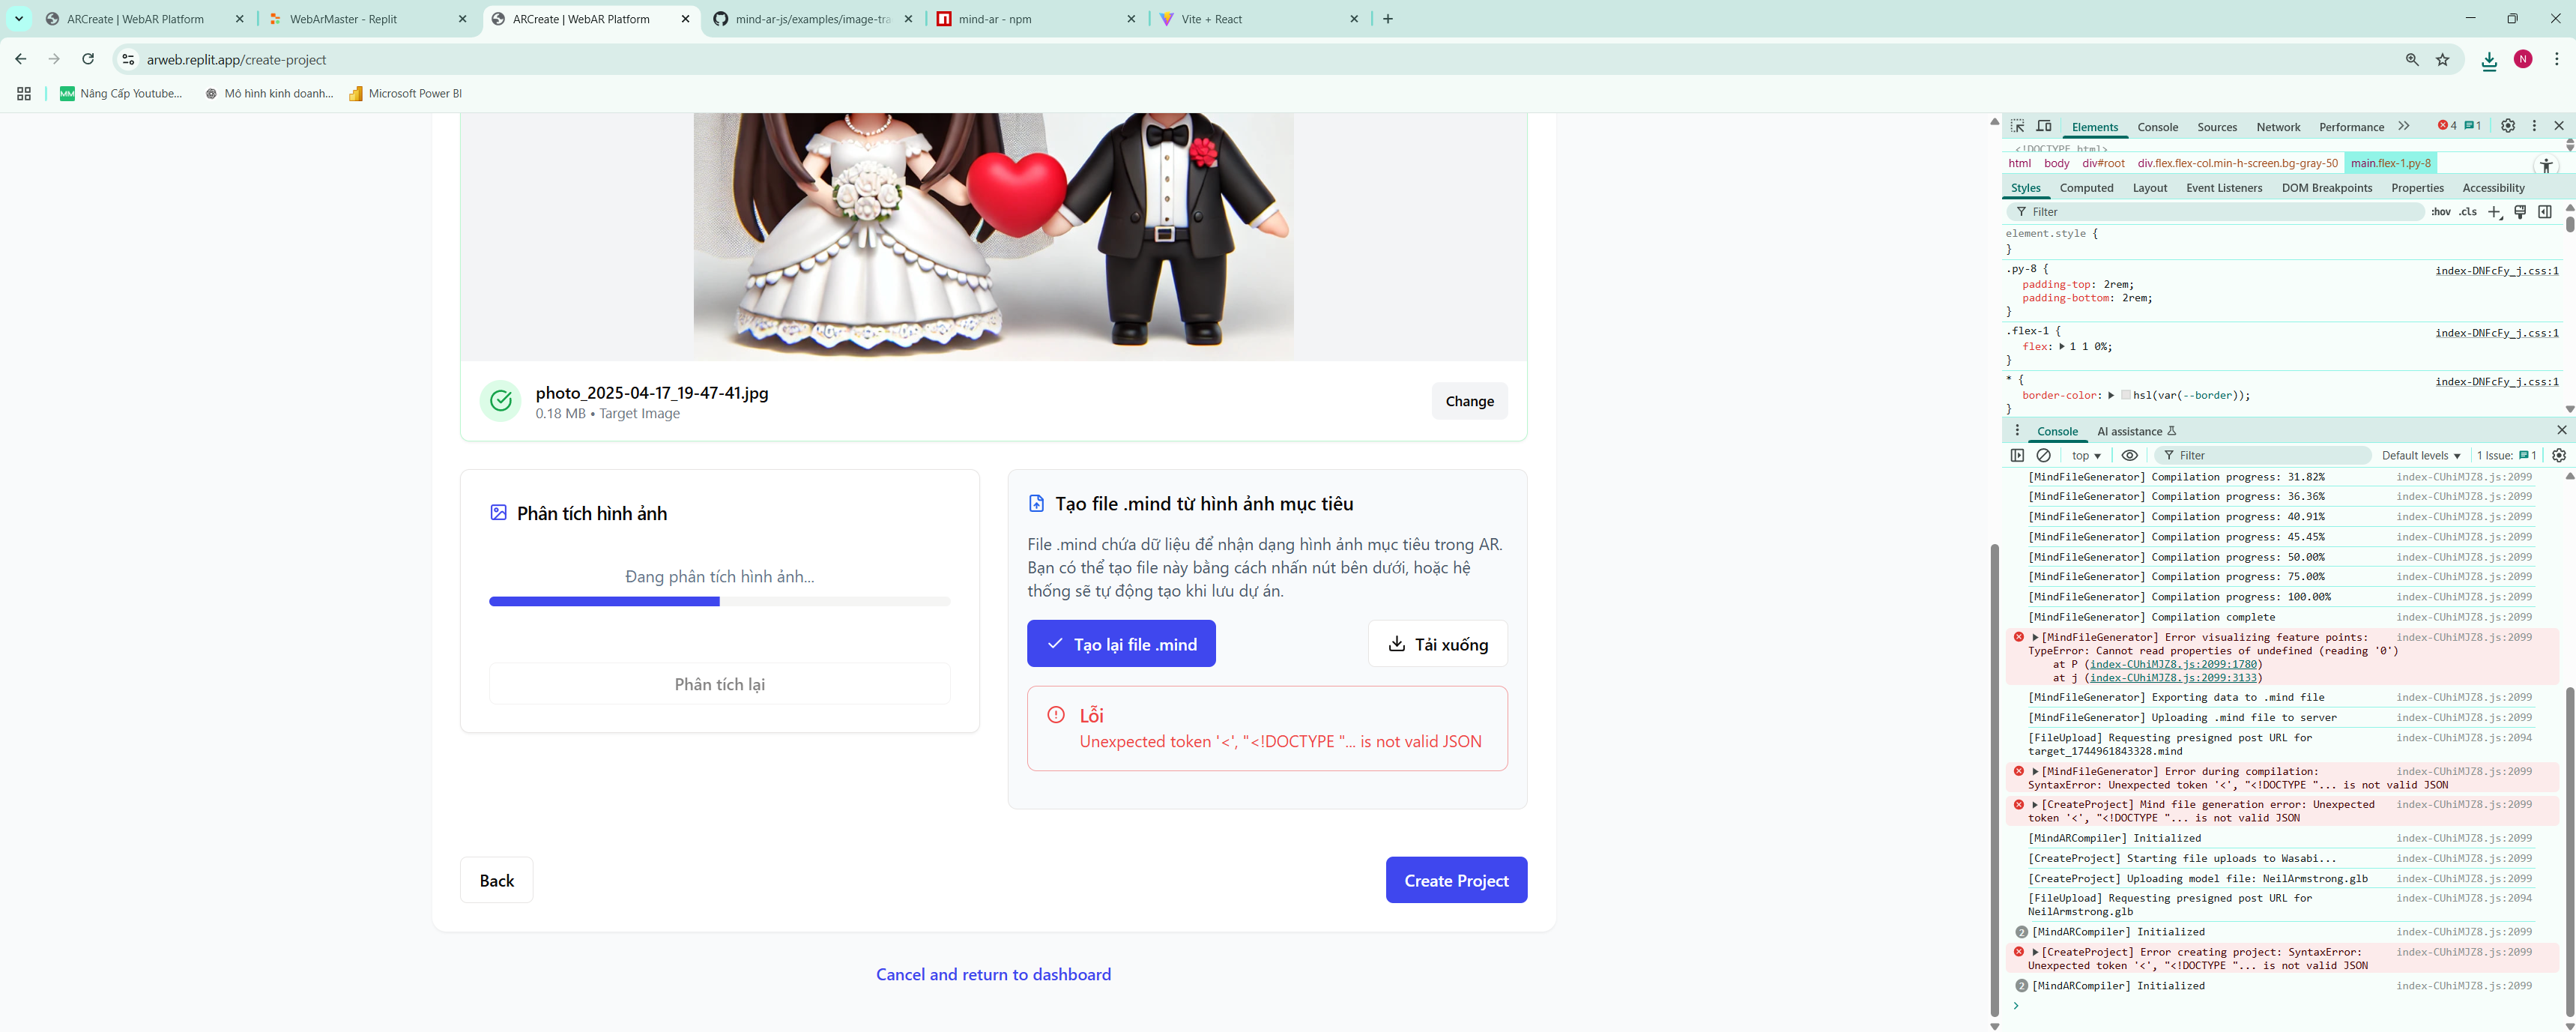 ARCreate | WebAR Platform
WebArMaster - Replit
ARCreate | WebAR Platform
mind-ar-js/examples/image-tra
mind-ar - npm
Vite + React
arweb.replit.app/create-project
N
MM Nâng Cấp Youtube...
Mô hình kinh doanh...
Microsoft Power BI
photo_2025-04-17_19-47-41.jpg
0.18 MB • Target Image
Change
Phân tích hình ảnh
Đang phân tích hình ảnh...
Phân tích lại
Tạo file .mind từ hình ảnh mục tiêu
File .mind chứa dữ liệu để nhận dạng hình ảnh mục tiêu trong AR.
Bạn có thể tạo file này bằng cách nhấn nút bên dưới, hoặc hệ
thống sẽ tự động tạo khi lưu dự án.
Tạo lại file .mind
Tải xuống
Lỗi
Unexpected token '<', "<!DOCTYPE "... is not valid JSON
Back
Create Project
Cancel and return to dashboard
Elements Console Sources Network Performance 4 1
<!DOCTYPE html>
html body div#root div.flex.flex-col.min-h-screen.bg-gray-50 main.flex-1.py-8
Styles Computed Layout Event Listeners DOM Breakpoints Properties Accessibility
Filter :hov .cls
element.style {
}
.py-8 { index-DNFcFy_j.css:1
padding-top: 2rem;
padding-bottom: 2rem;
}
.flex-1 { index-DNFcFy_j.css:1
flex: 1 1 0%;
}
* { index-DNFcFy_j.css:1
border-color: hsl(var(--border));
}
Console AI assistance
top Filter Default levels 1 Issue: 1
[MindFileGenerator] Compilation progress: 31.82% index-CUhiMJZ8.js:2099
[MindFileGenerator] Compilation progress: 36.36% index-CUhiMJZ8.js:2099
[MindFileGenerator] Compilation progress: 40.91% index-CUhiMJZ8.js:2099
[MindFileGenerator] Compilation progress: 45.45% index-CUhiMJZ8.js:2099
[MindFileGenerator] Compilation progress: 50.00% index-CUhiMJZ8.js:2099
[MindFileGenerator] Compilation progress: 75.00% index-CUhiMJZ8.js:2099
[MindFileGenerator] Compilation progress: 100.00% index-CUhiMJZ8.js:2099
[MindFileGenerator] Compilation complete index-CUhiMJZ8.js:2099
[MindFileGenerator] Error visualizing feature points: index-CUhiMJZ8.js:2099
TypeError: Cannot read properties of undefined (reading '0')
at P (index-CUhiMJZ8.js:2099:1780)
at j (index-CUhiMJZ8.js:2099:3133)
[MindFileGenerator] Exporting data to .mind file index-CUhiMJZ8.js:2099
[MindFileGenerator] Uploading .mind file to server index-CUhiMJZ8.js:2099
[FileUpload] Requesting presigned post URL for index-CUhiMJZ8.js:2094
target_1744961843328.mind
[MindFileGenerator] Error during compilation: index-CUhiMJZ8.js:2099
SyntaxError: Unexpected token '<', "<!DOCTYPE "... is not valid JSON
[CreateProject] Mind file generation error: Unexpected index-CUhiMJZ8.js:2099
token '<', "<!DOCTYPE "... is not valid JSON
[MindARCompiler] Initialized index-CUhiMJZ8.js:2099
[CreateProject] Starting file uploads to Wasabi... index-CUhiMJZ8.js:2099
[CreateProject] Uploading model file: NeilArmstrong.glb index-CUhiMJZ8.js:2099
[FileUpload] Requesting presigned post URL for index-CUhiMJZ8.js:2094
NeilArmstrong.glb
2 [MindARCompiler] Initialized index-CUhiMJZ8.js:2099
[CreateProject] Error creating project: SyntaxError: index-CUhiMJZ8.js:2099
Unexpected token '<', "<!DOCTYPE "... is not valid JSON
2 [MindARCompiler] Initialized index-CUhiMJZ8.js:2099